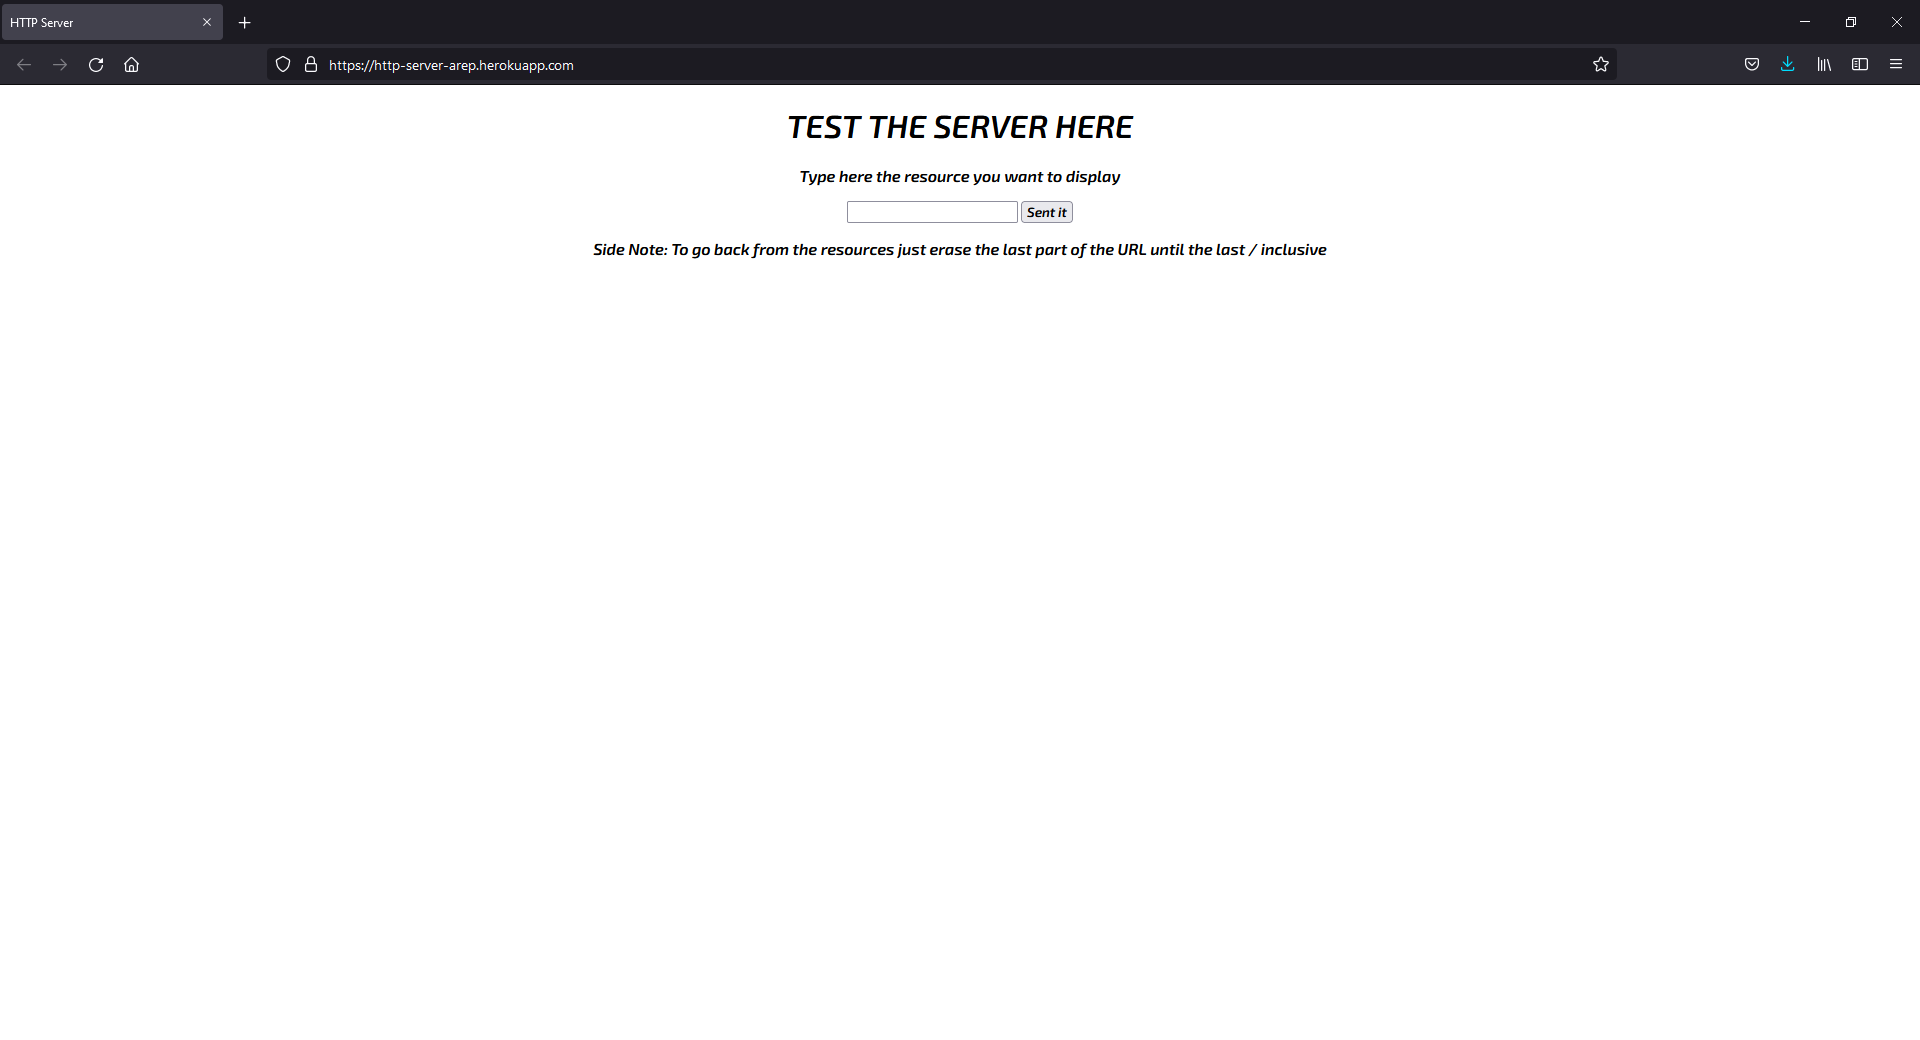 HTTP Server
https://http-server-arep.herokuapp.com
TEST THE SERVER HERE
Type here the resource you want to display
Sent it
Side Note: To go back from the resources just erase the last part of the URL until the last / inclusive